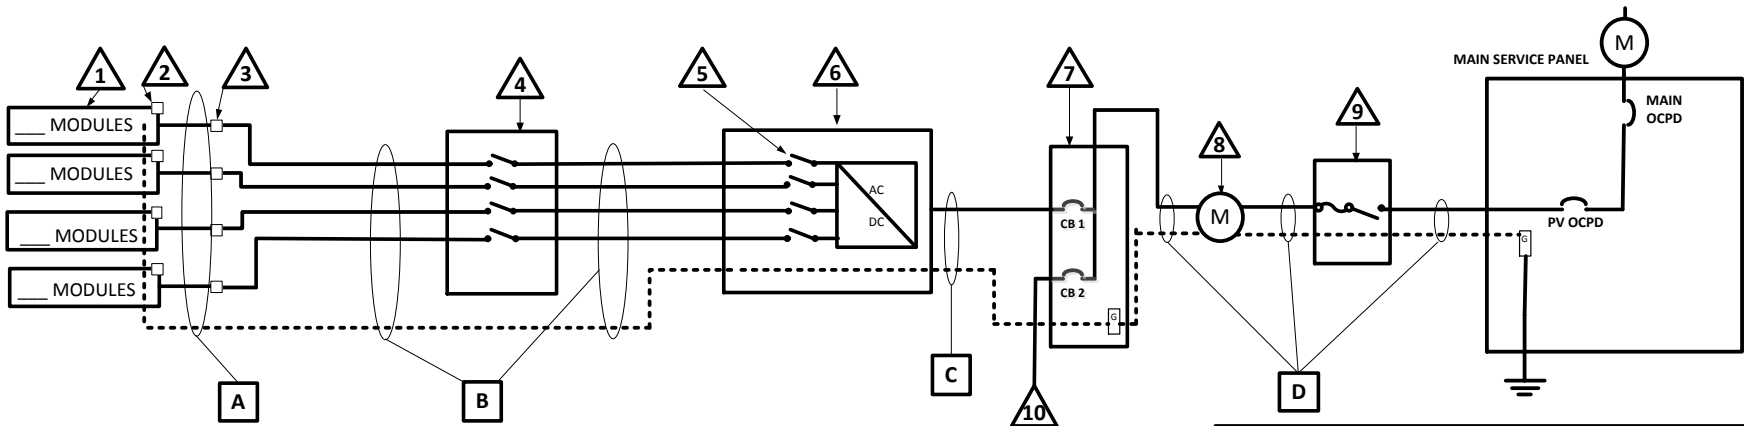 1
2
3
4
5
6
7
8
9
M
MAIN SERVICE PANEL
MAIN
OCPD
___ MODULES
___ MODULES
___ MODULES
___ MODULES
AC
DC
CB 1
CB 2
G
M
PV OCPD
G
A
B
C
D
10